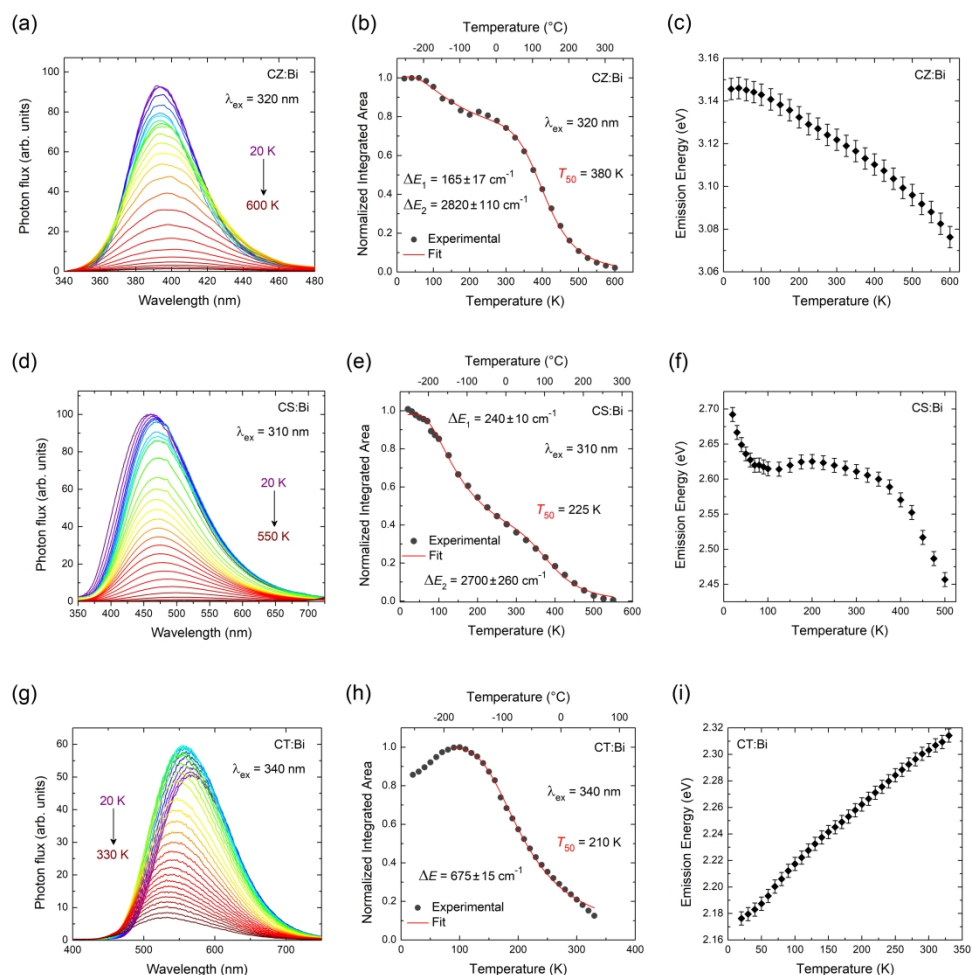 (a)
CZ:Bi
λex = 320 nm
20 K
600 K
Photon flux (arb. units)
100
80
60
40
20
0
340 360 380 400 420 440 460 480
Wavelength (nm)
(b)
Temperature (°C)
-200 -100 0 100 200 300
CZ:Bi
λex = 320 nm
T50 = 380 K
ΔE1 = 165±17 cm-1
ΔE2 = 2820±110 cm-1
Experimental
Fit
Normalized Integrated Area
1.0
0.8
0.6
0.4
0.2
0.0
0 100 200 300 400 500 600
Temperature (K)
(c)
CZ:Bi
Emission Energy (eV)
3.16
3.14
3.12
3.10
3.08
3.06
0 100 200 300 400 500 600
Temperature (K)
(d)
CS:Bi
λex = 310 nm
20 K
550 K
Photon flux (arb. units)
100
80
60
40
20
0
350 400 450 500 550 600 650 700
Wavelength (nm)
(e)
Temperature (°C)
-200 -100 0 100 200 300
ΔE1 = 240±10 cm-1
CS:Bi
λex = 310 nm
T50 = 225 K
Experimental
Fit
ΔE2 = 2700±260 cm-1
Normalized Integrated Area
1.0
0.8
0.6
0.4
0.2
0.0
0 100 200 300 400 500 600
Temperature (K)
(f)
CS:Bi
Emission Energy (eV)
2.70
2.65
2.60
2.55
2.50
2.45
0 100 200 300 400 500
Temperature (K)
(g)
CT:Bi
λex = 340 nm
20 K
330 K
Photon flux (arb. units)
60
50
40
30
20
10
0
400 500 600 700
Wavelength (nm)
(h)
Temperature (°C)
-200 -100 0 100
CT:Bi
λex = 340 nm
T50 = 210 K
ΔE = 675±15 cm-1
Experimental
Fit
Normalized Integrated Area
1.0
0.8
0.6
0.4
0.2
0.0
0 100 200 300 400
Temperature (K)
(i)
CT:Bi
Emission Energy (eV)
2.32
2.30
2.28
2.26
2.24
2.22
2.20
2.18
2.16
0 50 100 150 200 250 300 350
Temperature (K)